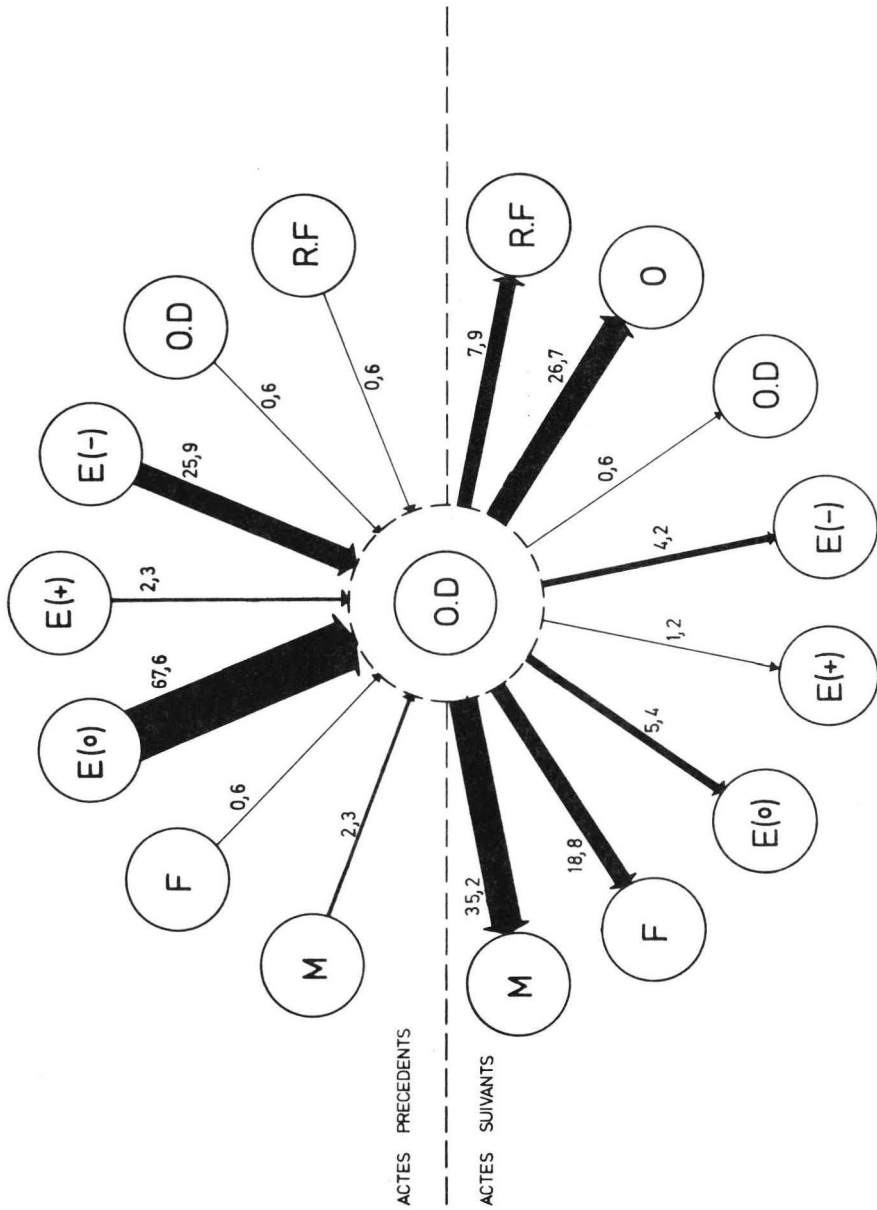 E(+)
2,3
E(o)
67,6
E(-)
25,9
F
0,6
O.D
0,6
M
2,3
R.F
0,6
ACTES PRECEDENTS
O.D
ACTES SUIVANTS
M
35,2
R.F
7,9
F
18,8
O
26,7
E(o)
5,4
O.D
0,6
E(+)
1,2
E(-)
4,2